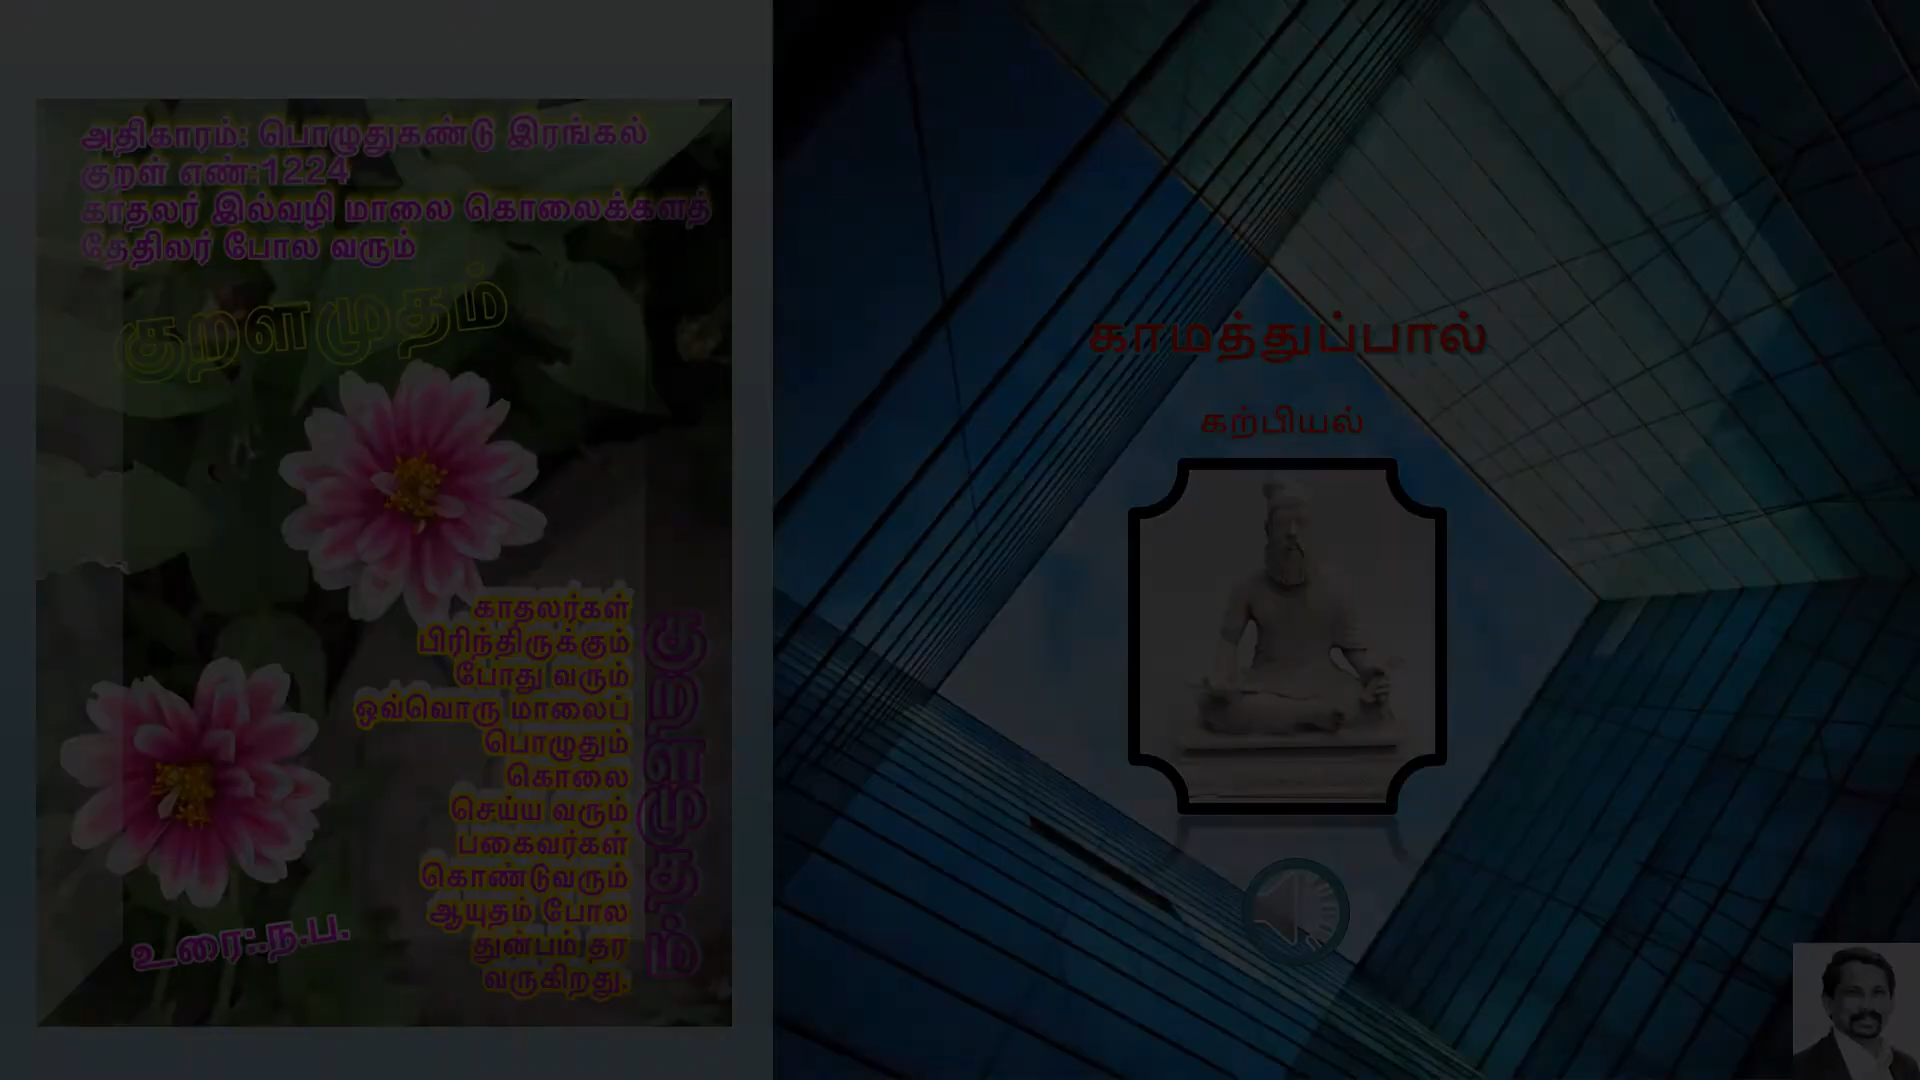 அதிகாரம்: பொழுதுகண்டு இரங்கல்
குறள் எண்:1224
காதலர் இல்வழி மாலை கொலைக்களத்
தேதிலர் போல வரும்
குறளமுதம்
காதலர்கள்
பிரிந்திருக்கும்
போது வரும்
ஒவ்வொரு மாலைப்
பொழுதும்
கொலை
செய்ய வரும்
பகைவர்கள்
கொண்டுவரும்
ஆயுதம் போல
துன்பம் தர
வருகிறது.
குறளமுதம்
உரை:.ந.ப.
காமத்துப்பால்
கற்பியல்